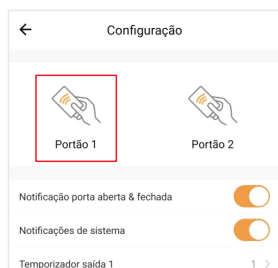 Configuração
Portão 1
Portão 2
Notificação porta aberta & fechada
Notificações de sistema
Temporizador saída 1
1